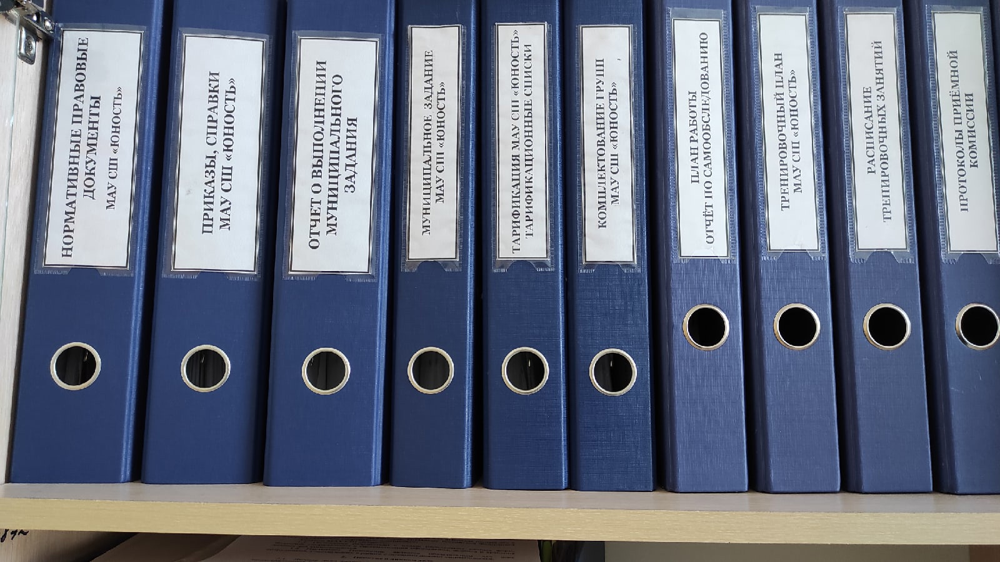 НОРМАТИВНЫЕ ПРАВОВЫЕ
ДОКУМЕНТЫ
МАУ СШ «ЮНОСТЬ»
ПРИКАЗЫ, СПРАВКИ
МАУ СШ «ЮНОСТЬ»
ОТЧЕТ О ВЫПОЛНЕНИИ
МУНИЦИПАЛЬНОГО
ЗАДАНИЯ
МУНИЦИПАЛЬНОЕ ЗАДАНИЕ
МАУ СШ «ЮНОСТЬ»
ТАРИФИКАЦИЯ МАУ СШ «ЮНОСТЬ»
ТАРИФИКАЦИОННЫЕ СПИСКИ
КОМПЛЕКТОВАНИЕ ГРУПП
МАУ СШ «ЮНОСТЬ»
ПЛАН РАБОТЫ
ОТЧЁТ ПО САМООБСЛЕДОВАНИЮ
ТРЕНИРОВОЧНЫЙ ПЛАН
МАУ СШ «ЮНОСТЬ»
РАСПИСАНИЕ
ТРЕНИРОВОЧНЫХ ЗАНЯТИЙ
ПРОТОКОЛЫ ПРИЁМНОЙ
КОМИССИИ